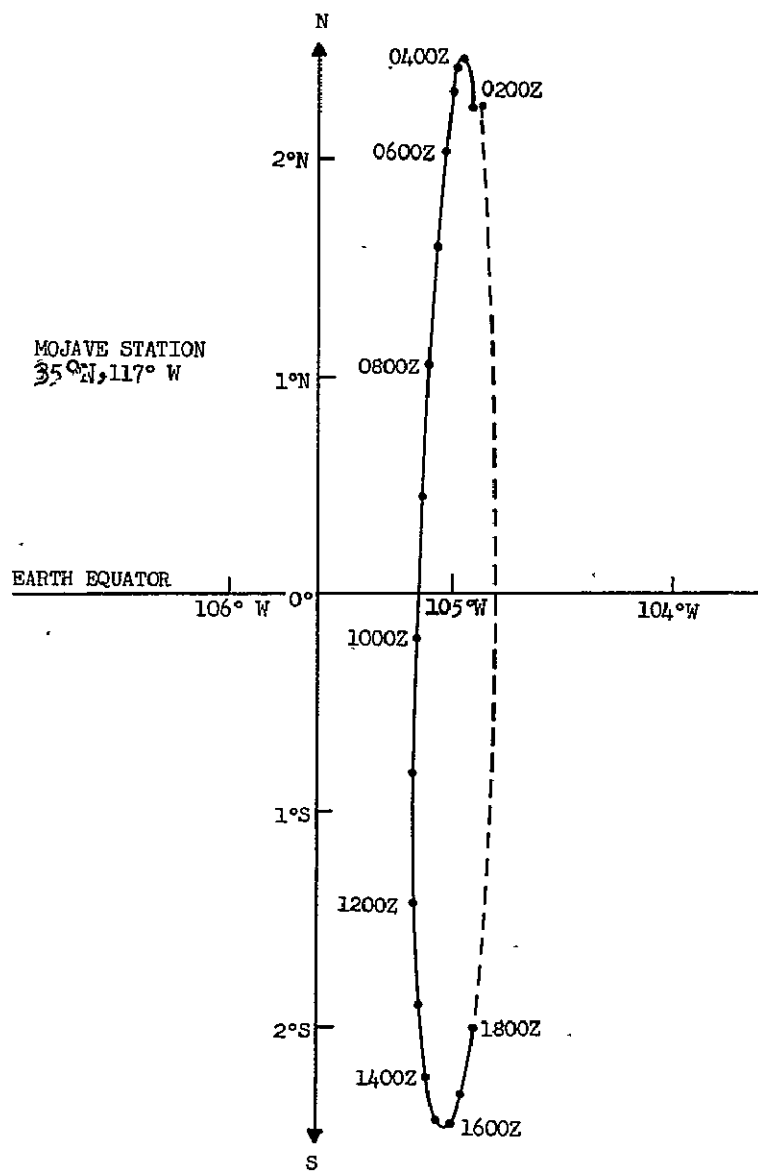 N
0400Z
0200Z
2°N
0600Z
MOJAVE STATION
35°N, 117° W
0800Z
1°N
EARTH EQUATOR
106° W
0°
105°W
104°W
1000Z
1°S
1200Z
2°S
1800Z
1400Z
1600Z
S